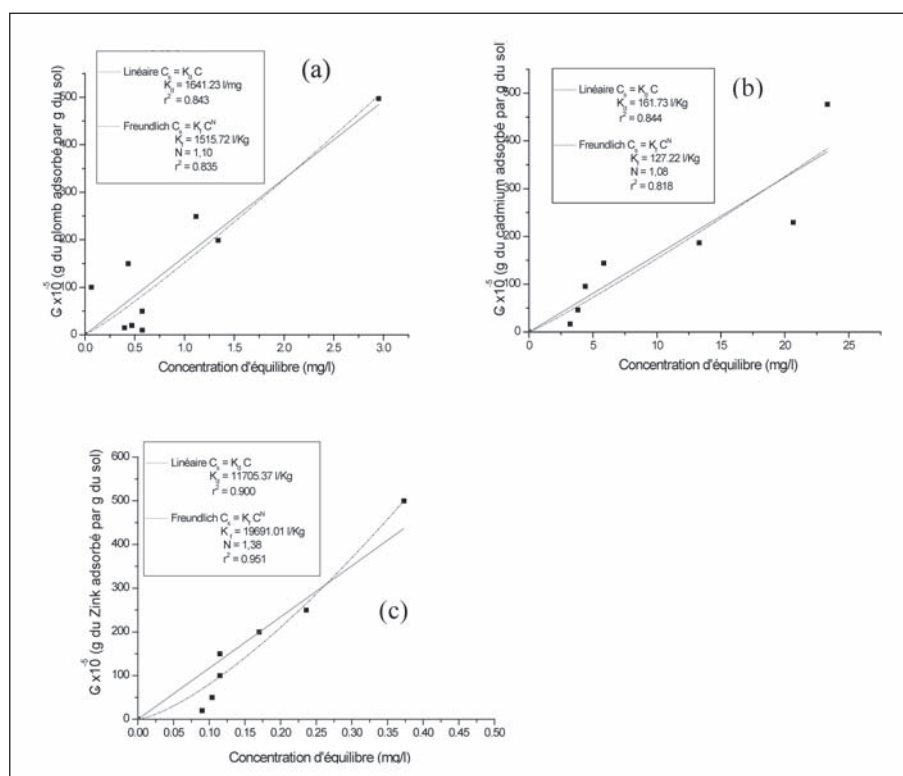 (a)
Linéaire C_s = K_d C
K_d = 1641.23 l/mg
r² = 0.843
Freundlich C_s = K_f C^N
K_f = 1515.72 l/Kg
N = 1,10
r² = 0.835
x10^-5 (g du plomb adsorbé par g du sol)
500
400
300
200
100
0
0.0 0.5 1.0 1.5 2.0 2.5 3.0
Concentration d'équilibre (mg/l)
(b)
Linéaire C_s = K_d C
K_d = 161.73 l/Kg
r² = 0.844
Freundlich C_s = K_f C^N
K_f = 127.22 l/Kg
N = 1,08
r² = 0.818
x10^-5 (g du cadmium adsorbé par g du sol)
500
400
300
200
100
0
0 5 10 15 20 25
Concentration d'équilibre (mg/l)
(c)
Linéaire C_s = K_d C
K_d = 11705.37 l/Kg
r² = 0.900
Freundlich C_s = K_f C^N
K_f = 19691.01 l/Kg
N = 1,38
r² = 0.951
x10^-5 (g du Zink adsorbé par g du sol)
600
500
400
300
200
100
0
0.00 0.05 0.10 0.15 0.20 0.25 0.30 0.35 0.40 0.45 0.50
Concentration d'équilibre (mg/l)